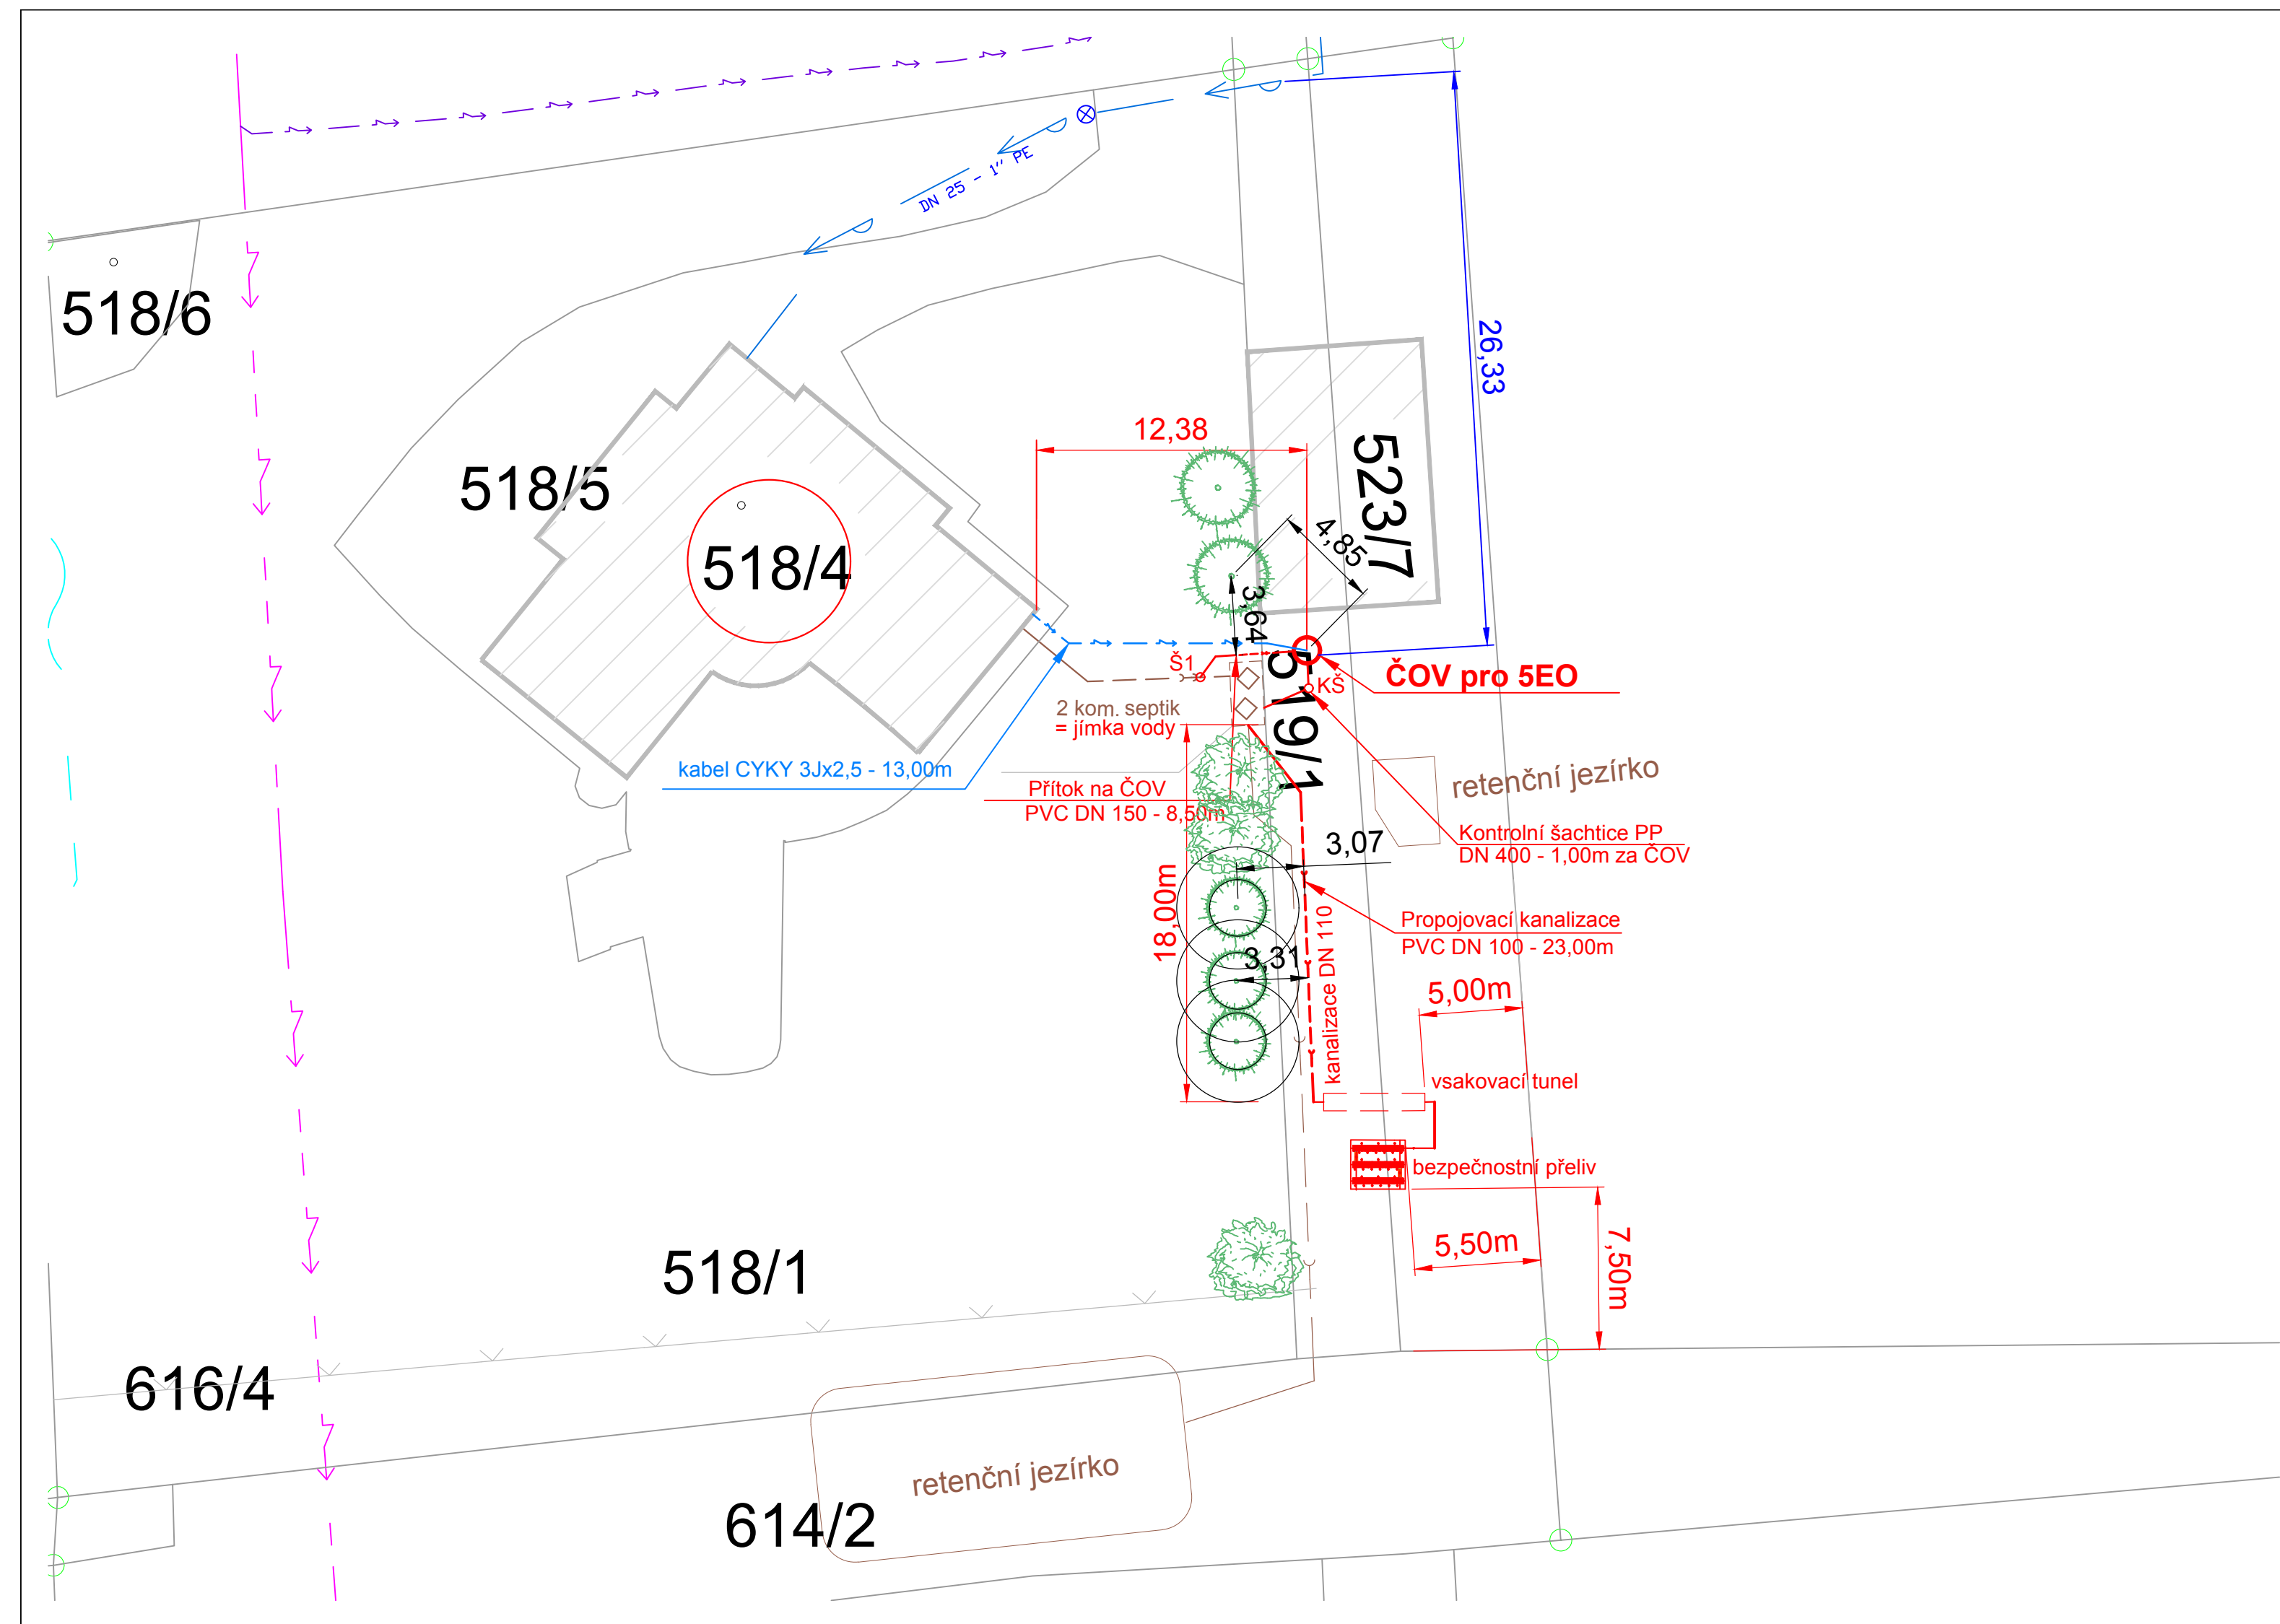 DN 25 - 1'' PE
518/6
26,33
12,38
518/5
523/7
4,85
518/4
3,64
Š1
519/1
ČOV pro 5EO
KŠ
2 kom. septik
= jímka vody
kabel CYKY 3Jx2,5 - 13,00m
Přítok na ČOV
PVC DN 150 - 8,50m
retenční jezírko
Kontrolní šachtice PP
DN 400 - 1,00m za ČOV
3,07
18,00m
Propojovací kanalizace
PVC DN 100 - 23,00m
3,31
kanalizace DN 110
5,00m
vsakovací tunel
bezpečnostní přeliv
5,50m
7,50m
518/1
616/4
retenční jezírko
614/2